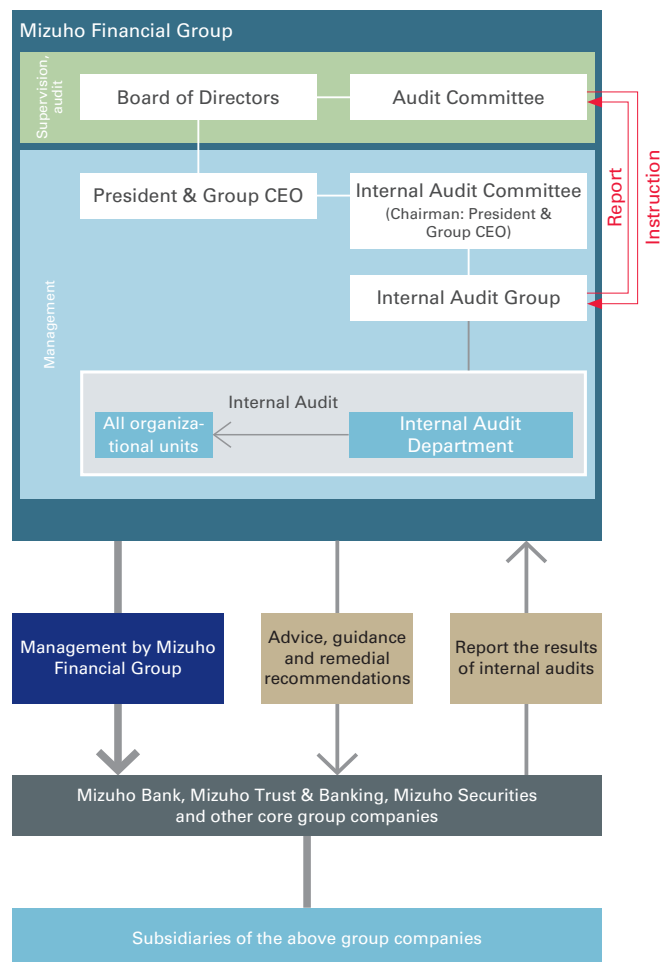 Mizuho Financial Group
Supervision,
audit
Board of Directors
Audit Committee
President & Group CEO
Internal Audit Committee
(Chairman: President &
Group CEO)
Report
Instruction
Management
Internal Audit Group
Internal Audit
All organiza-
tional units
Internal Audit
Department
Management by Mizuho
Financial Group
Advice, guidance
and remedial
recommendations
Report the results
of internal audits
Mizuho Bank, Mizuho Trust & Banking, Mizuho Securities
and other core group companies
Subsidiaries of the above group companies